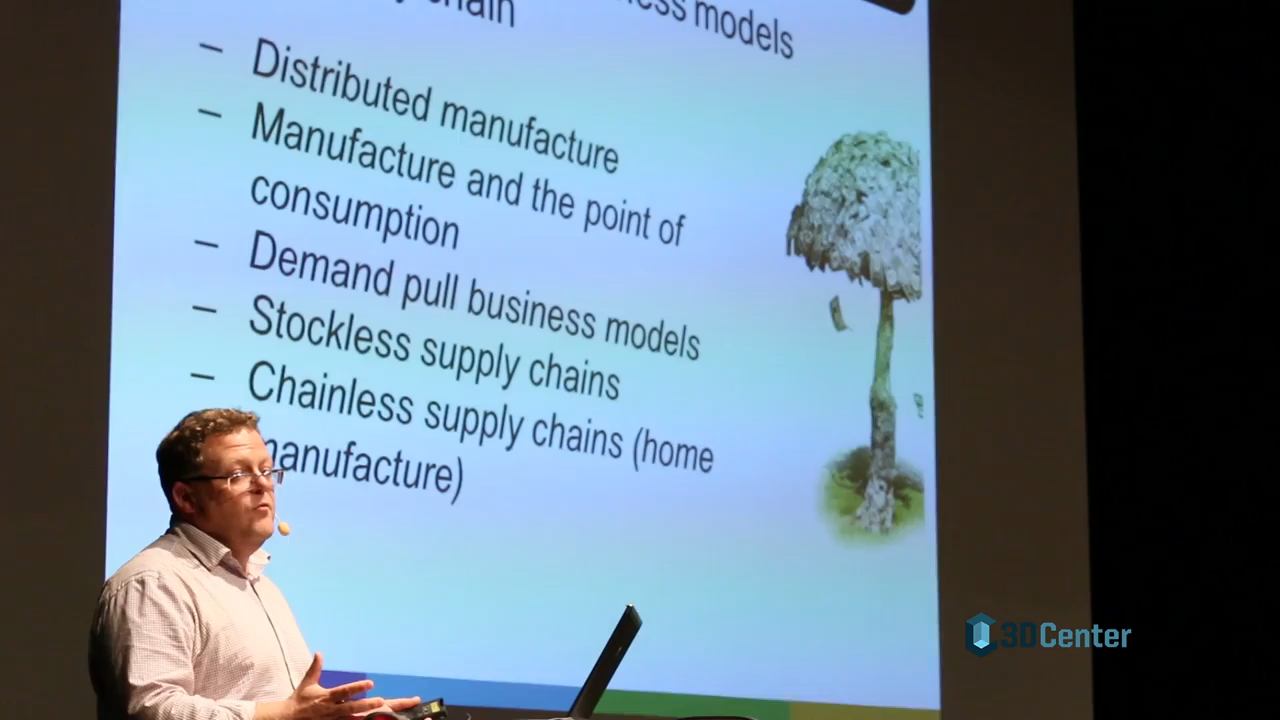 models
chain
– Distributed manufacture
– Manufacture and the point of
consumption
– Demand pull business models
– Stockless supply chains
– Chainless supply chains (home
manufacture)
3DCenter